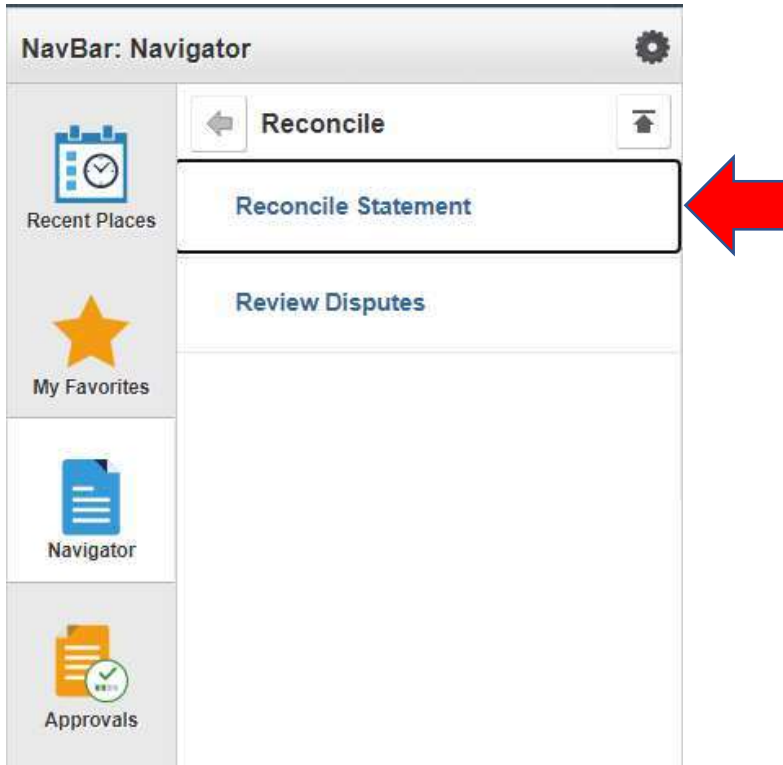 NavBar: Navigator
Recent Places
My Favorites
Navigator
Approvals
Reconcile
Reconcile Statement
Review Disputes